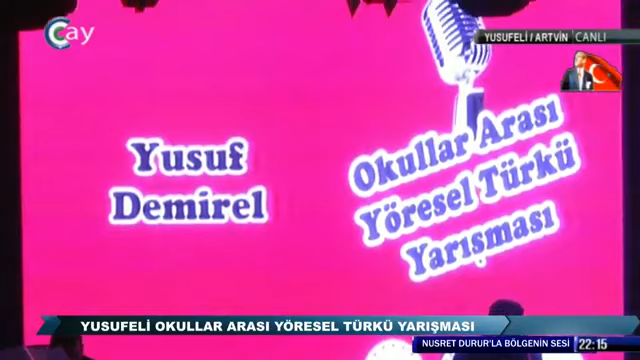 Çay
YUSUFELİ / ARTVİN CANLI
Yusuf
Demirel
Okullar Arası
Yöresel Türkü
Yarışması
YUSUFELİ OKULLAR ARASI YÖRESEL TÜRKÜ YARIŞMASI
NUSRET DURUR'LA BÖLGENİN SESİ 22:15